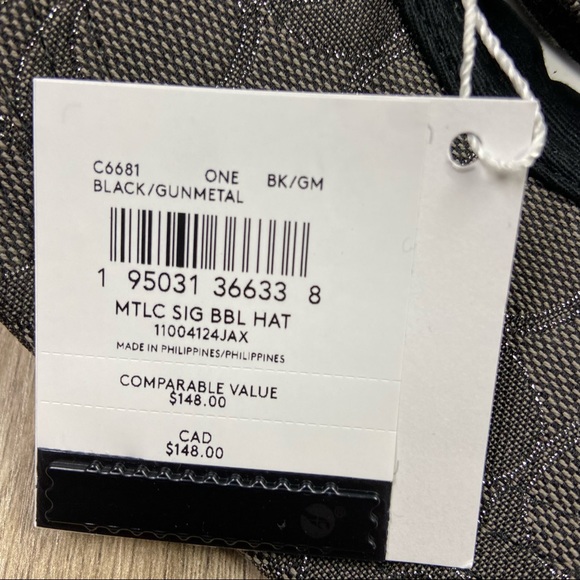 C6681 ONE BK/GM
BLACK/GUNMETAL
1 95031 36633 8
MTLC SIG BBL HAT
11004124JAX
MADE IN PHILIPPINES/PHILIPPINES
COMPARABLE VALUE
$148.00
CAD
$148.00